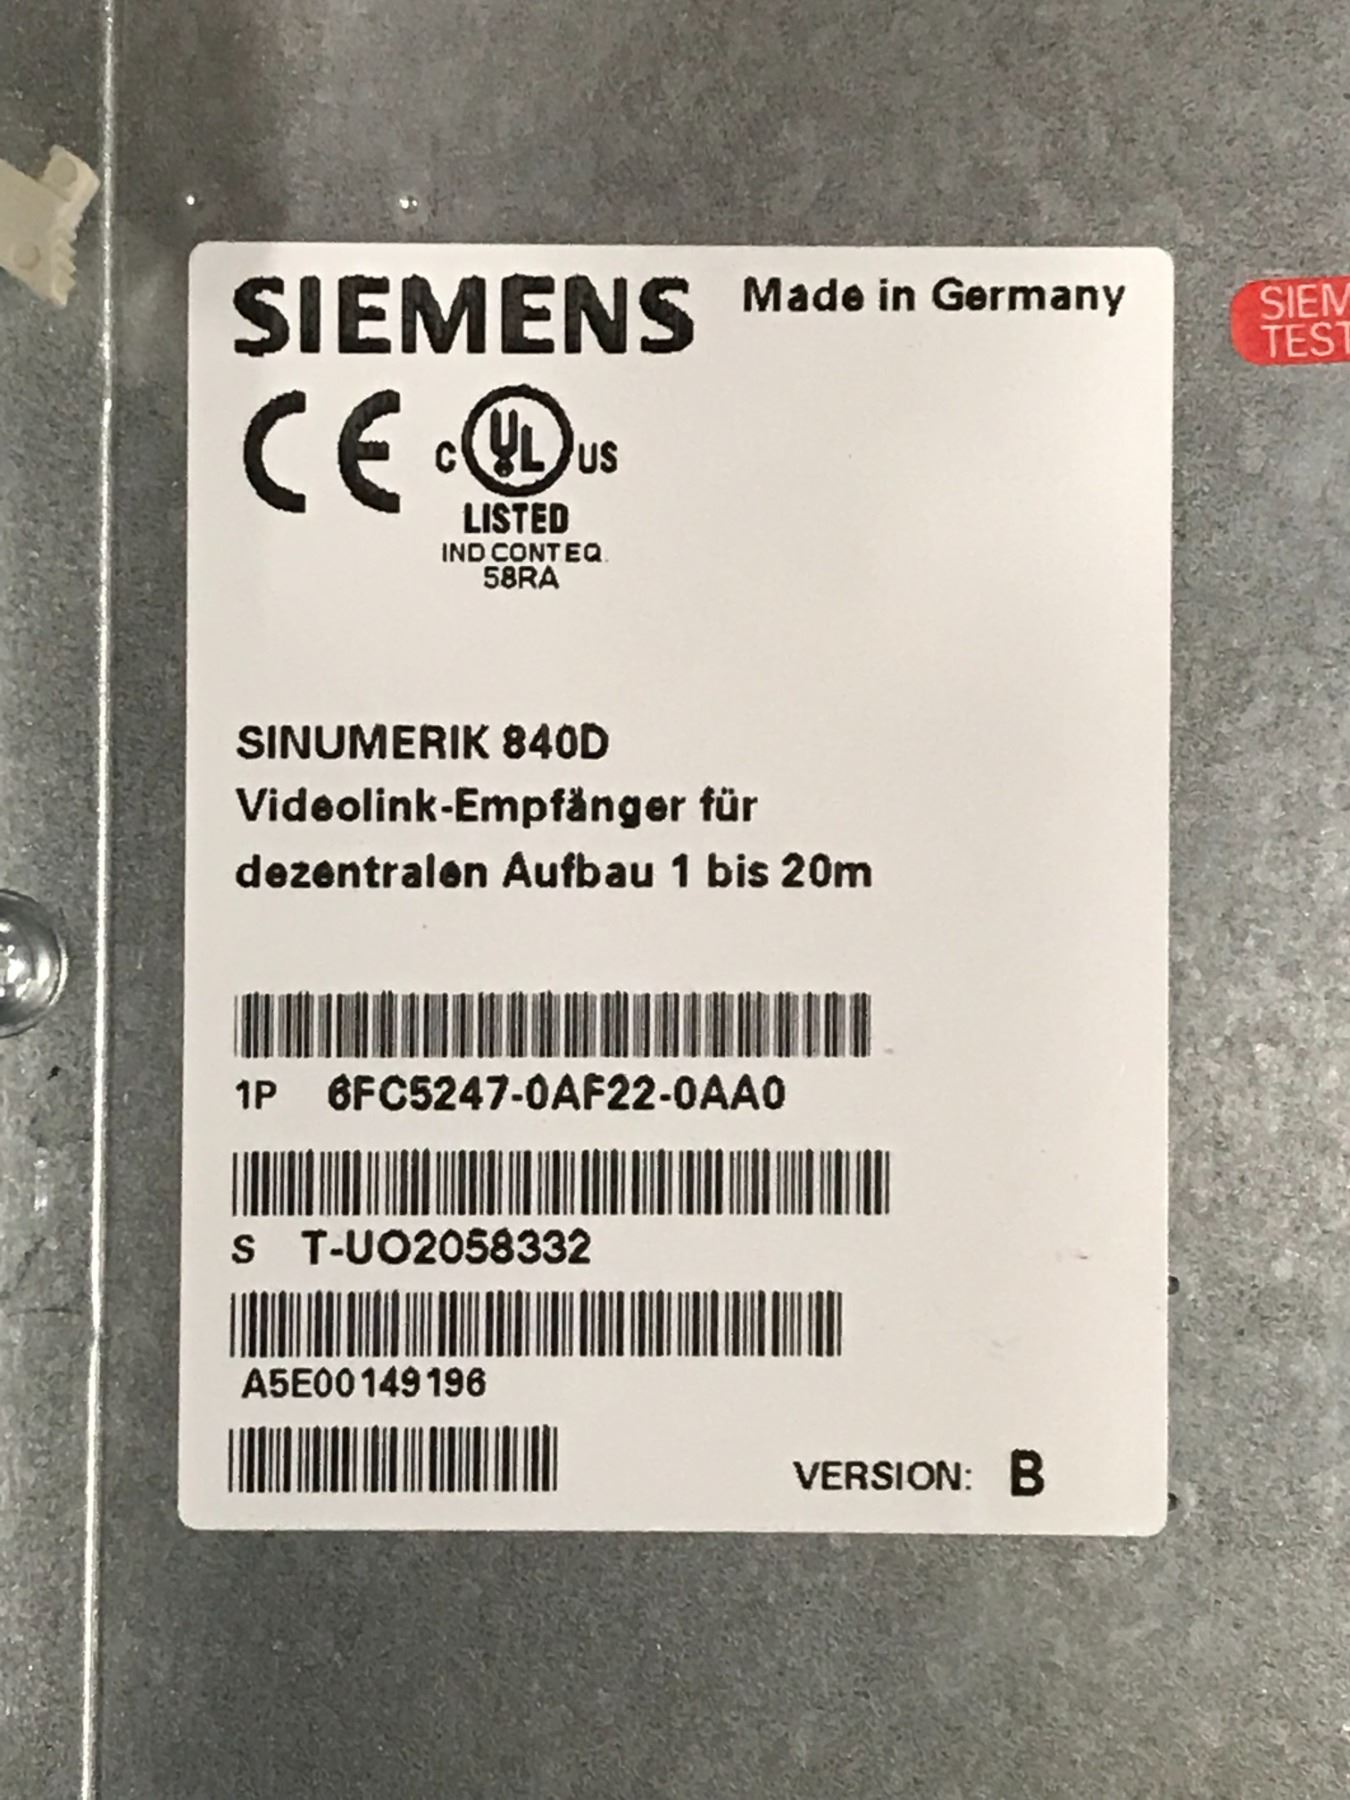 SIEMENS Made in Germany
CE C UL US
LISTED
IND CONT EQ.
58RA
SIEM
TEST
SINUMERIK 840D
Videolink-Empfänger für
dezentralen Aufbau 1 bis 20m
1P 6FC5247-0AF22-0AA0
S T-UO2058332
A5E00149196
VERSION: B